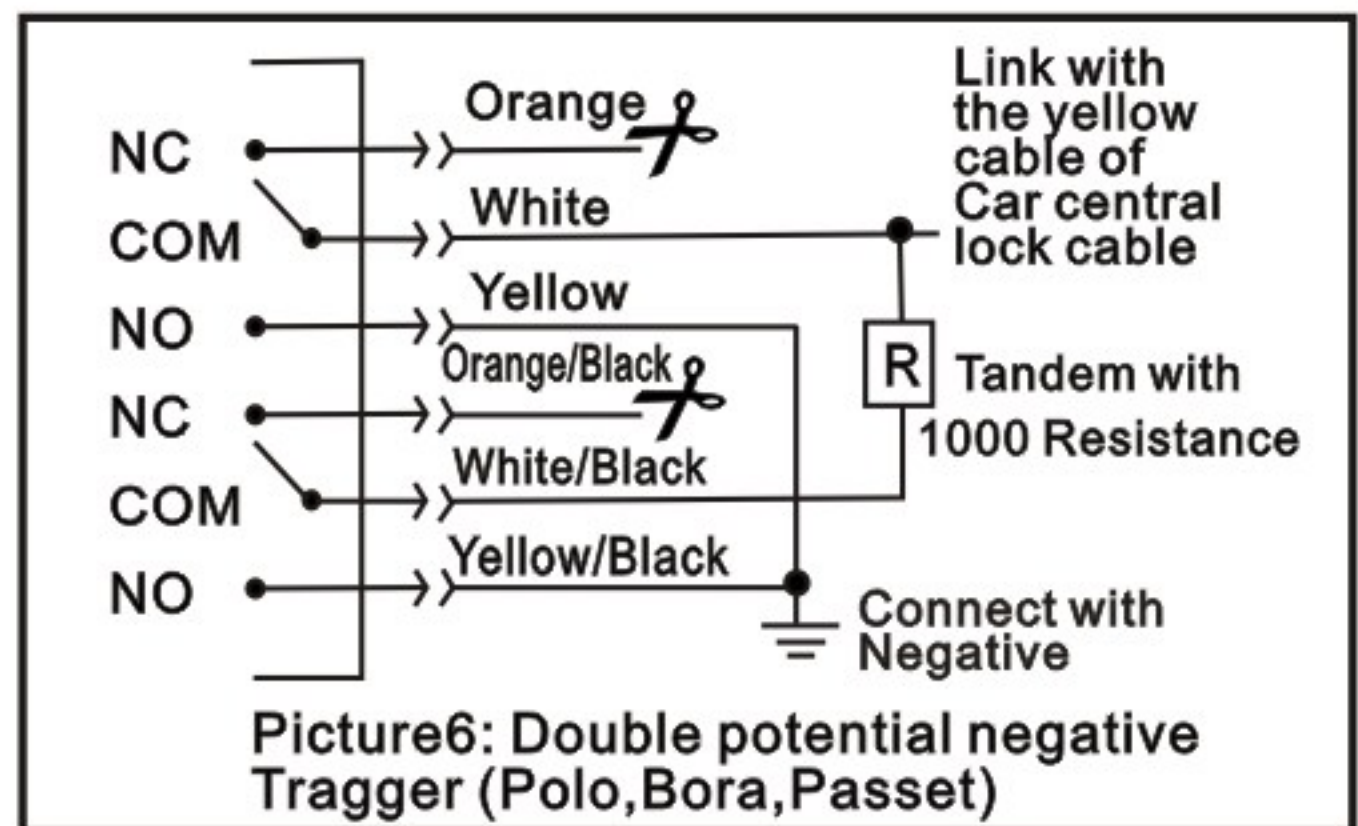 Orange
NC
White
COM
Yellow
NO
Orange/Black
NC
White/Black
COM
Yellow/Black
NO
Link with
the yellow
cable of
Car central
lock cable
R
Tandem with
1000 Resistance
Connect with
Negative
Picture6: Double potential negative
Tragger (Polo,Bora,Passet)